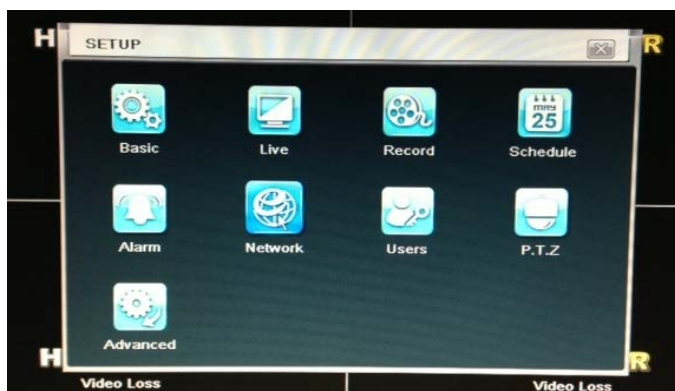 SETUP
H R
Basic Live Record Schedule
MAY
25
Alarm Network Users P.T.Z
Advanced
H R
Video Loss Video Loss